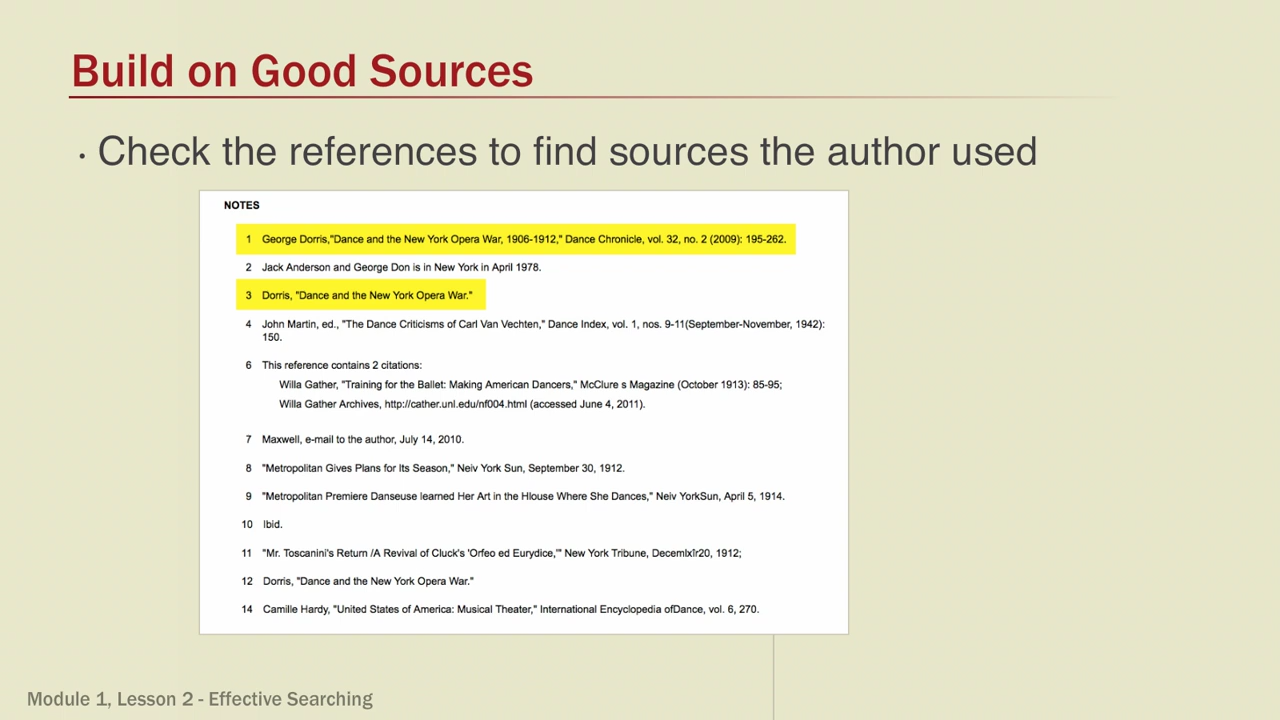 Build on Good Sources
· Check the references to find sources the author used
NOTES
1 George Dorris,"Dance and the New York Opera War, 1906-1912," Dance Chronicle, vol. 32, no. 2 (2009): 195-262.
2 Jack Anderson and George Don is in New York in April 1978.
3 Dorris, "Dance and the New York Opera War."
4 John Martin, ed., "The Dance Criticisms of Carl Van Vechten," Dance Index, vol. 1, nos. 9-11(September-November, 1942):
150.
6 This reference contains 2 citations:
Willa Gather, "Training for the Ballet: Making American Dancers," McClure s Magazine (October 1913): 85-95;
Willa Gather Archives, http://cather.unl.edu/nf004.html (accessed June 4, 2011).
7 Maxwell, e-mail to the author, July 14, 2010.
8 "Metropolitan Gives Plans for Its Season," Neiv York Sun, September 30, 1912.
9 "Metropolitan Premiere Danseuse learned Her Art in the Hlouse Where She Dances," Neiv YorkSun, April 5, 1914.
10 Ibid.
11 "Mr. Toscanini's Return /A Revival of Cluck's 'Orfeo ed Eurydice,'" New York Tribune, Decemlxîr20, 1912;
12 Dorris, "Dance and the New York Opera War."
14 Camille Hardy, "United States of America: Musical Theater," International Encyclopedia ofDance, vol. 6, 270.
Module 1, Lesson 2 - Effective Searching